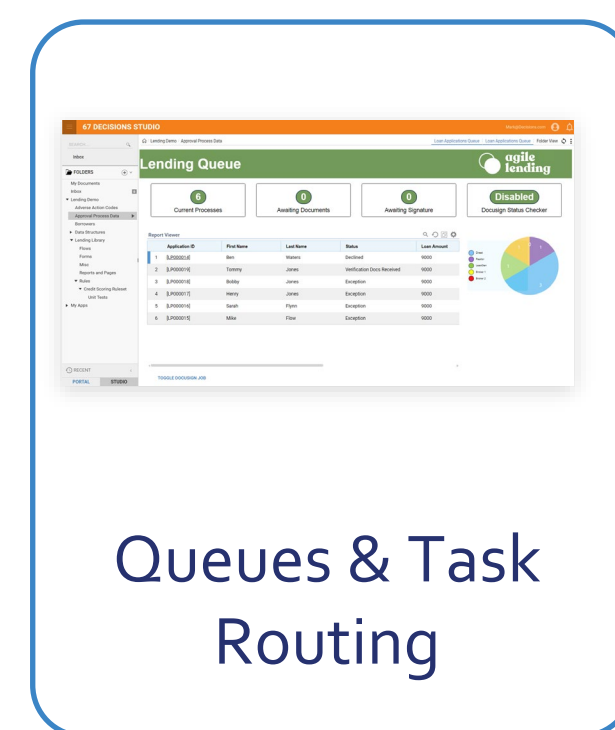 67 DECISIONS STUDIO
SEARCH...
Lending Demo
Approval Process Data
Loan Applications Queue
Loan Applications Queue
Folder View
Inbox
FOLDERS
My Documents
Inbox
Lending Demo
Adverse Action Codes
Approval Process Data
Borrowers
Data Structures
Lending Library
Flows
Forms
Misc
Reports and Pages
Rules
Credit Scoring Ruleset
Unit Tests
My Apps
RECENT
PORTAL STUDIO
Lending Queue
agile
lending
6
Current Processes
0
Awaiting Documents
0
Awaiting Signature
Disabled
Docusign Status Checker
Report Viewer
Application ID First Name Last Name Status Loan Amount
1 [LP000014] Ben Waters Declined 9000
2 [LP000019] Tommy Jones Verification Docs Received 9000
3 [LP000018] Bobby Jones Exception 9000
4 [LP000017] Henry Jones Exception 9000
5 [LP000016] Sarah Flynn Exception 9000
6 [LP000015] Mike Flow Exception 9000
TOGGLE DOCUSIGN JOB
Queues & Task
Routing